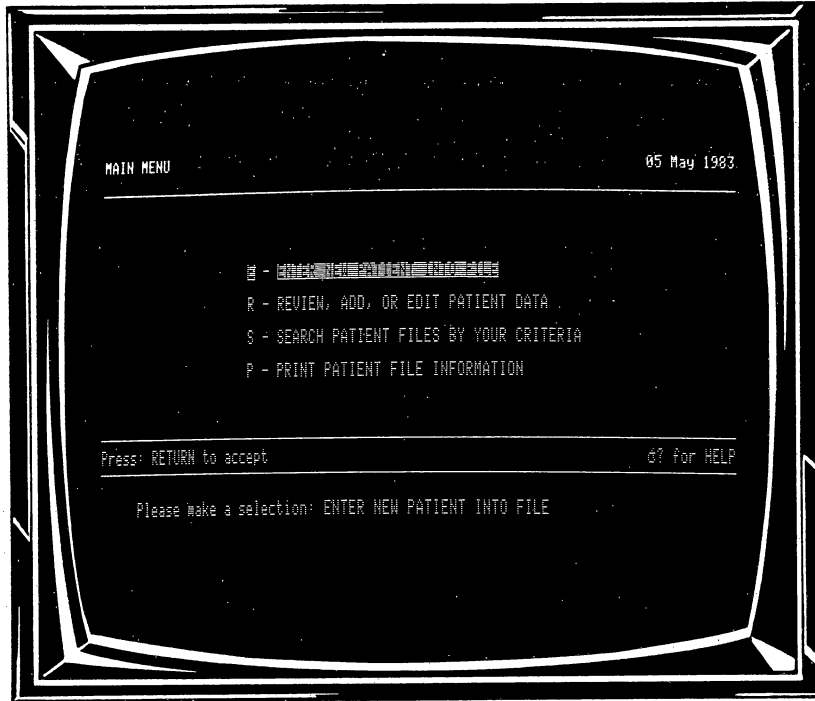 MAIN MENU 05 May 1983
E - ENTER NEW PATIENT INTO FILE
R - REVIEW, ADD, OR EDIT PATIENT DATA
S - SEARCH PATIENT FILES BY YOUR CRITERIA
P - PRINT PATIENT FILE INFORMATION
Press: RETURN to accept ? for HELP
Please make a selection: ENTER NEW PATIENT INTO FILE